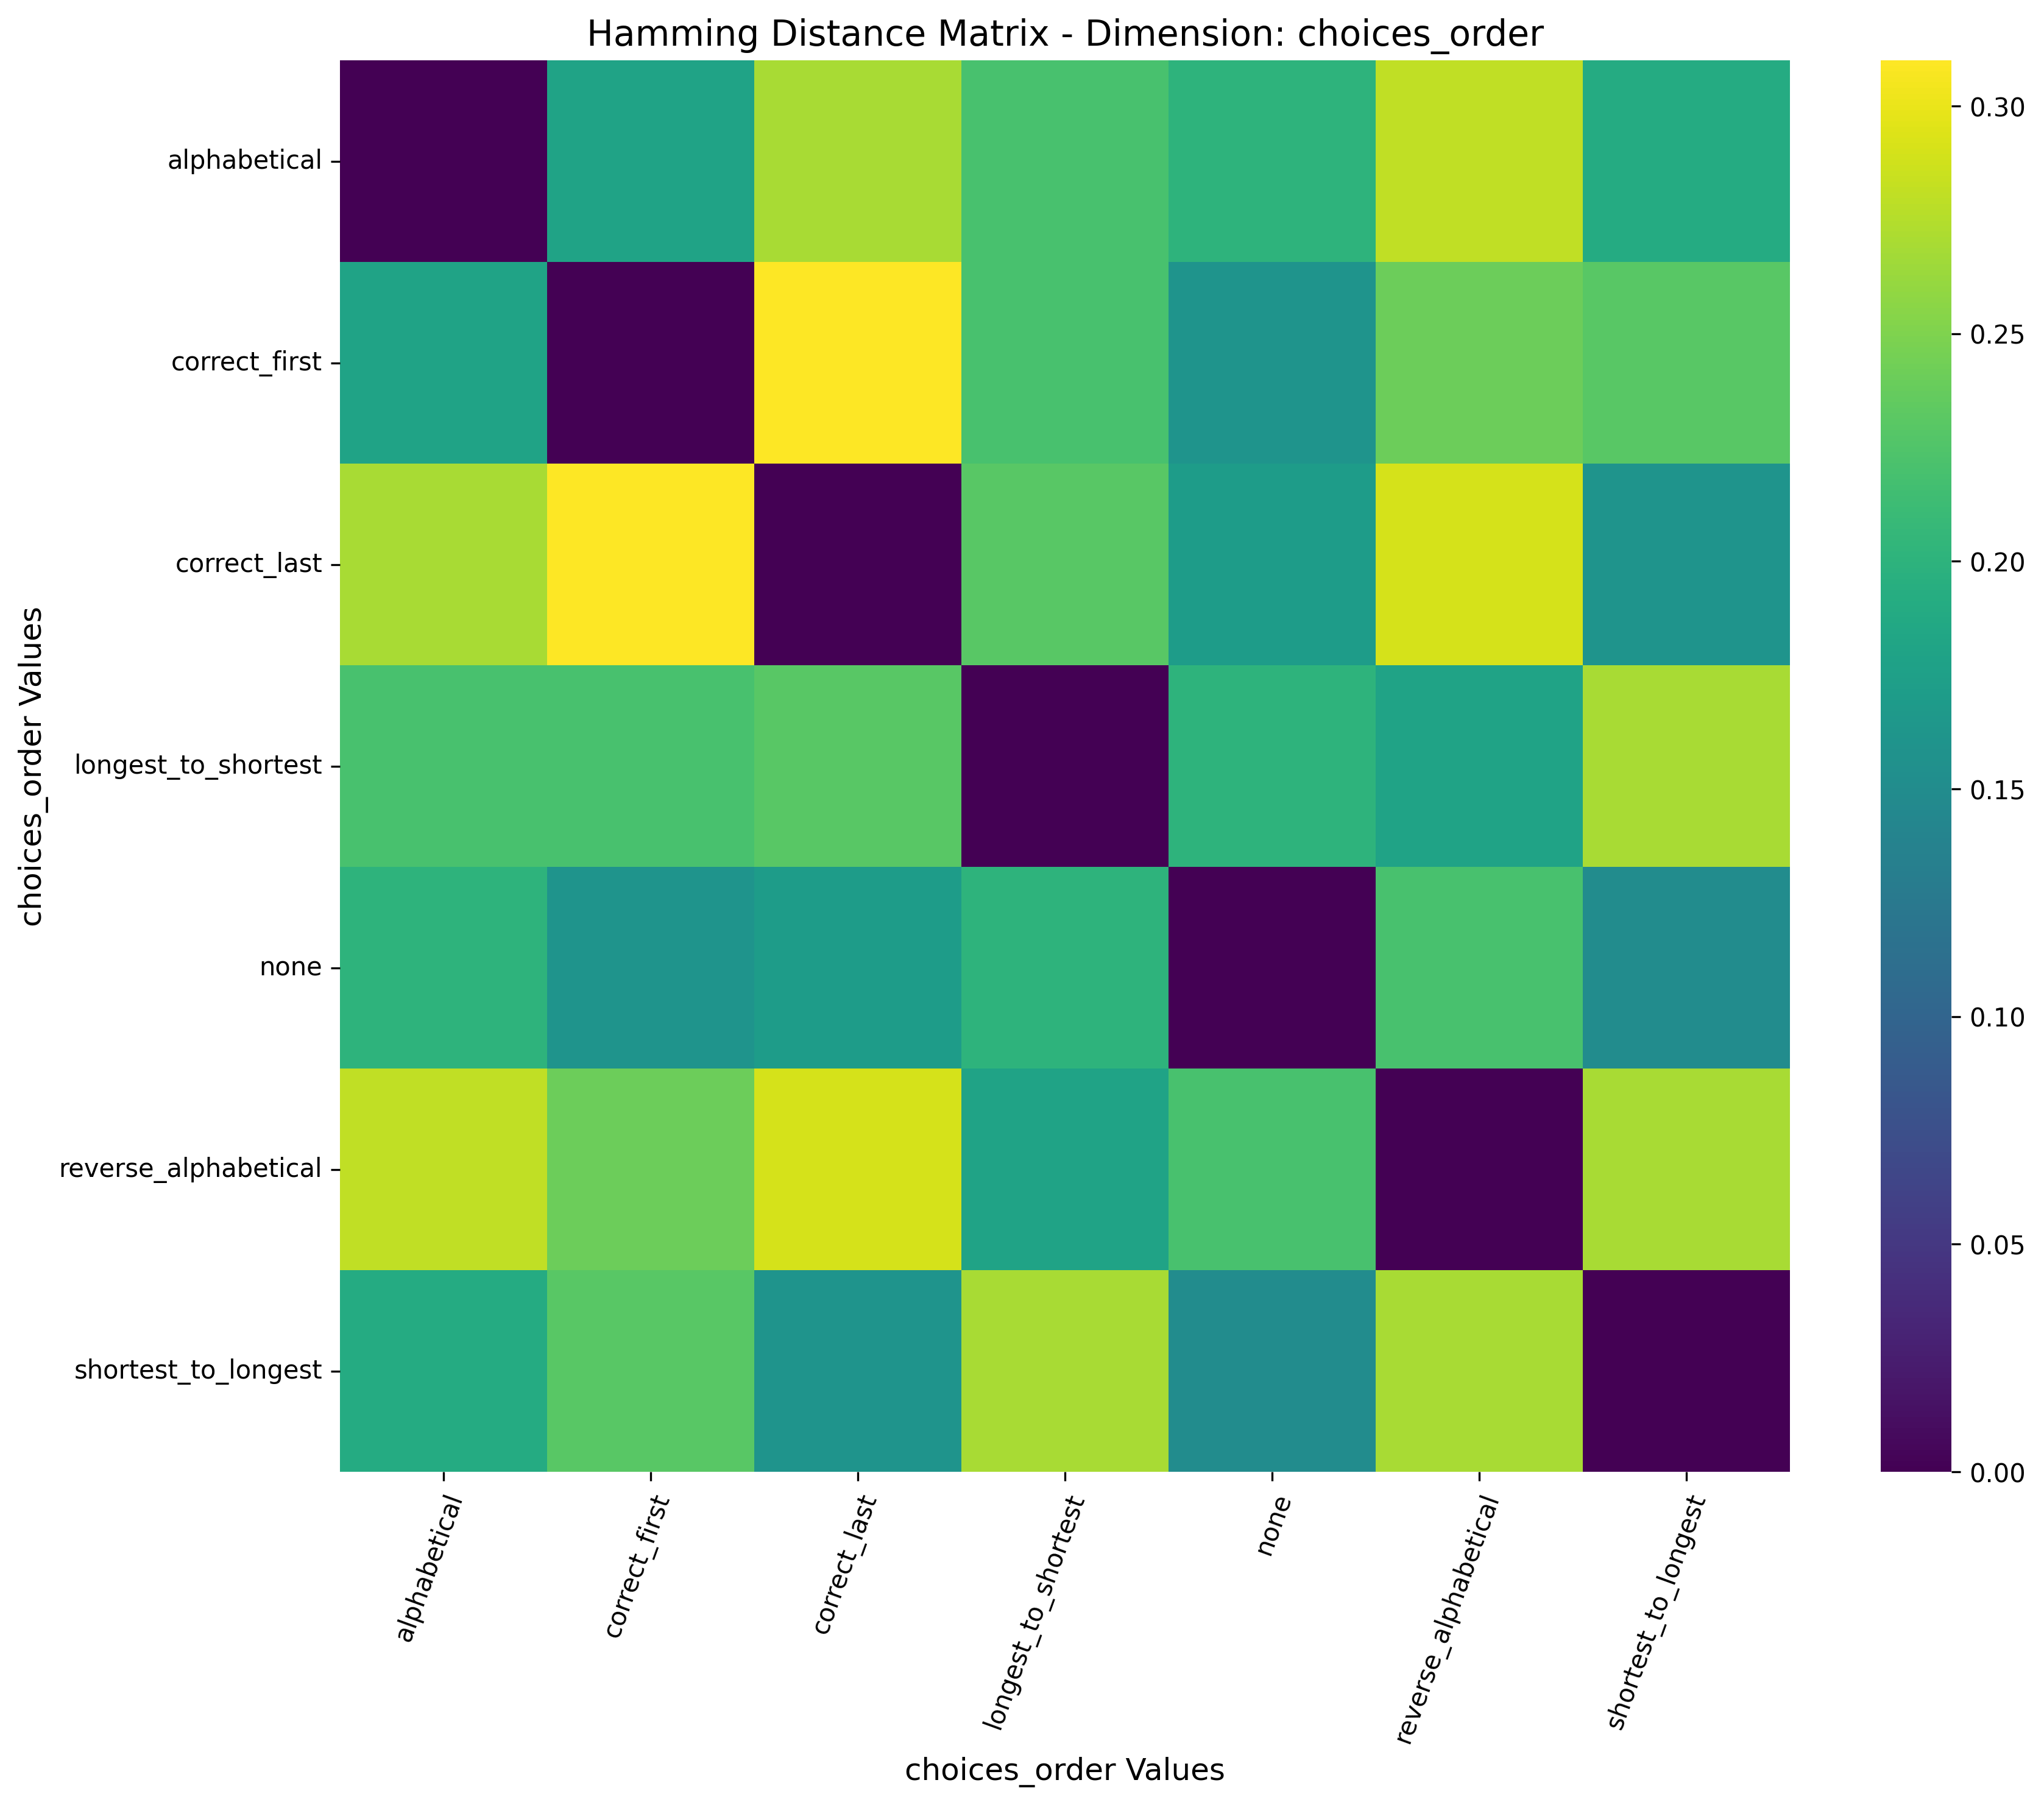 Hamming Distance Matrix - Dimension: choices_order
choices_order Values
alphabetical
correct_first
correct_last
longest_to_shortest
none
reverse_alphabetical
shortest_to_longest
alphabetical
correct_first
correct_last
longest_to_shortest
none
reverse_alphabetical
shortest_to_longest
choices_order Values
0.30
0.25
0.20
0.15
0.10
0.05
0.00